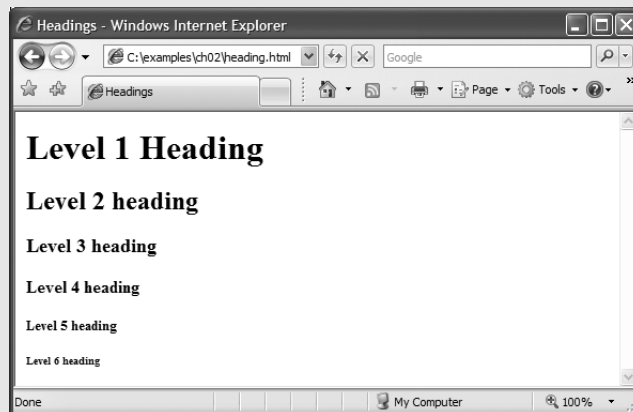 Headings - Windows Internet Explorer
C:\examples\ch02\heading.html
Google
Headings
Page
Tools
»
Level 1 Heading
Level 2 heading
Level 3 heading
Level 4 heading
Level 5 heading
Level 6 heading
Done
My Computer
100%